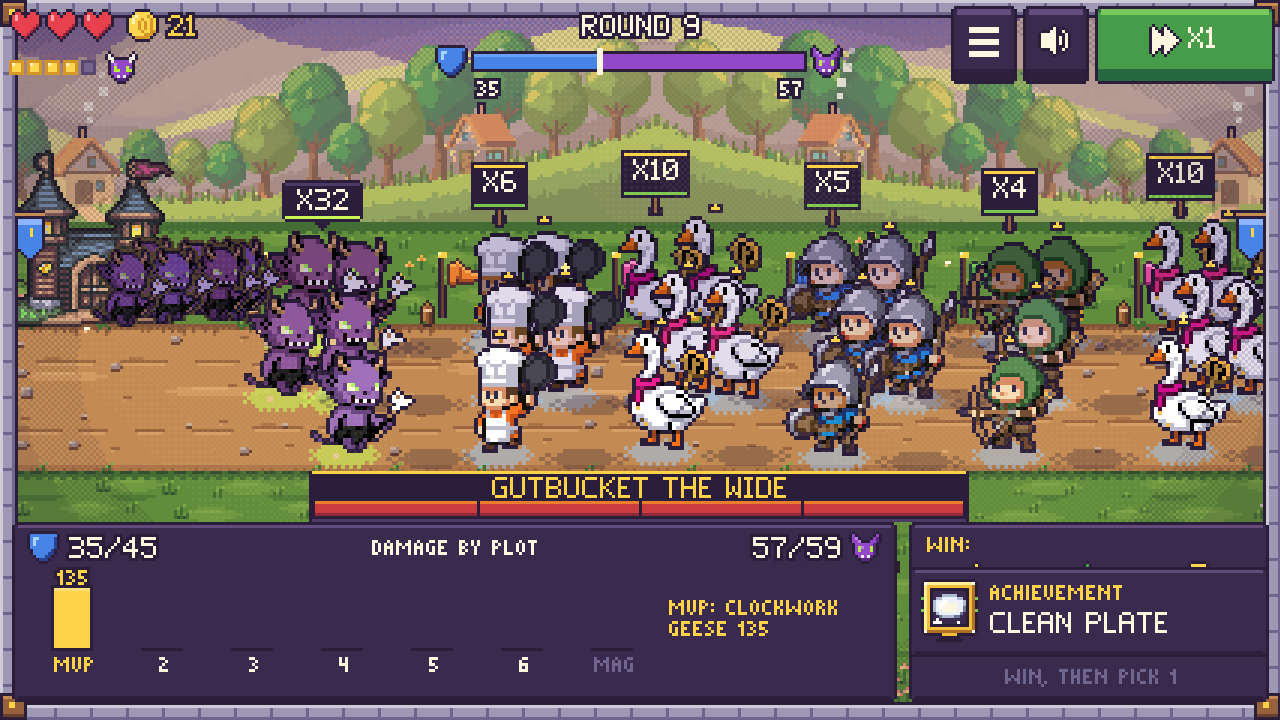 21
ROUND 9
X1
35
57
X32
X6
X10
X5
X4
X10
GUTBUCKET THE WIDE
35/45
DAMAGE BY PLOT
57/59
135
MVP: CLOCKWORK
GEESE 135
MVP
2
3
4
5
6
MAG
WIN:
ACHIEVEMENT
CLEAN PLATE
WIN, THEN PICK 1